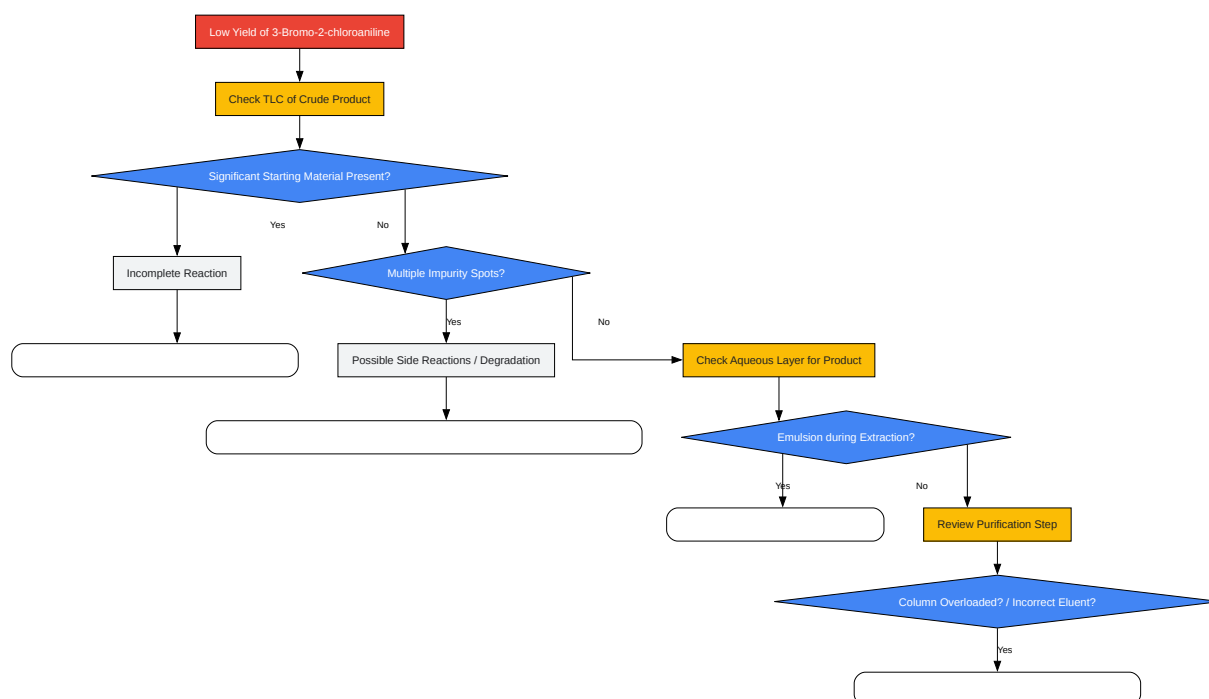 Low Yield of 3-Bromo-2-chloroaniline
Check TLC of Crude Product
Significant Starting Material Present?
Yes
No
Incomplete Reaction
Multiple Impurity Spots?
Yes
No
Possible Side Reactions / Degradation
Check Aqueous Layer for Product
Emulsion during Extraction?
Yes
No
Review Purification Step
Column Overloaded? / Incorrect Eluent?
Yes